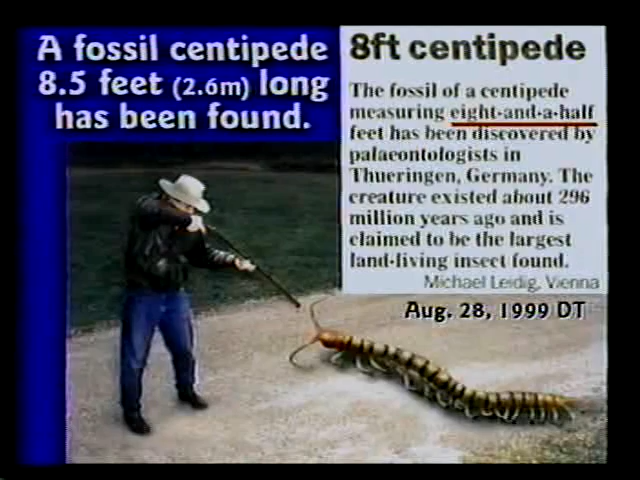 A fossil centipede
8.5 feet (2.6m) long
has been found.
8ft centipede
The fossil of a centipede
measuring eight-and-a-half
feet has been discovered by
palaeontologists in
Thueringen, Germany. The
creature existed about 296
million years ago and is
claimed to be the largest
land-living insect found.
Michael Leidig, Vienna
Aug. 28, 1999 DT